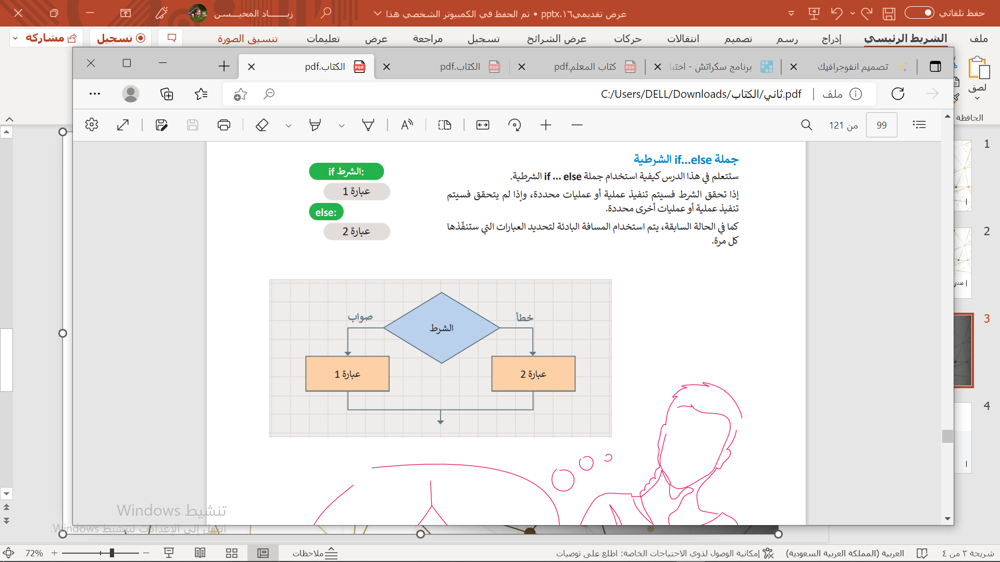 حفظ تلقائي
عرض تقديمي١٦.pptx • تم الحفظ في الكمبيوتر الشخصي هذا
زيـــــاد المحيـــسن
ملف
الشريط الرئيسي
إدراج
رسم
تصميم
انتقالات
حركات
عرض الشرائح
تسجيل
مراجعة
عرض
تعليمات
تنسيق الصورة
تسجيل
مشاركة
لصق
الحافظة
تصميم انفوجرافيك
برنامج سكراتش - اختبا
كتاب المعلم.pdf
الكتاب.pdf
الكتاب.pdf
ملف
C:/Users/DELL/Downloads/ثاني/الكتاب.pdf
99
من 121
جملة if...else الشرطية
ستتعلم في هذا الدرس كيفية استخدام جملة if ... else الشرطية.
إذا تحقق الشرط فسيتم تنفيذ عملية أو عمليات محددة، وإذا لم يتحقق فسيتم
تنفيذ عملية أو عمليات أخرى محددة.
كما في الحالة السابقة، يتم استخدام المسافة البادئة لتحديد العبارات التي ستنفّذها
كل مرة.
if الشرط:
عبارة 1
else:
عبارة 2
خطأ
صواب
الشرط
عبارة 2
عبارة 1
1
2
عددي
3
4
تنشيط Windows
انتقل إلى الإعدادات لتنشيط Windows.
شريحة ٣ من ٤
العربية (المملكة العربية السعودية)
إمكانية الوصول لذوي الاحتياجات الخاصة: اطلع على توصيات
ملاحظات
72%